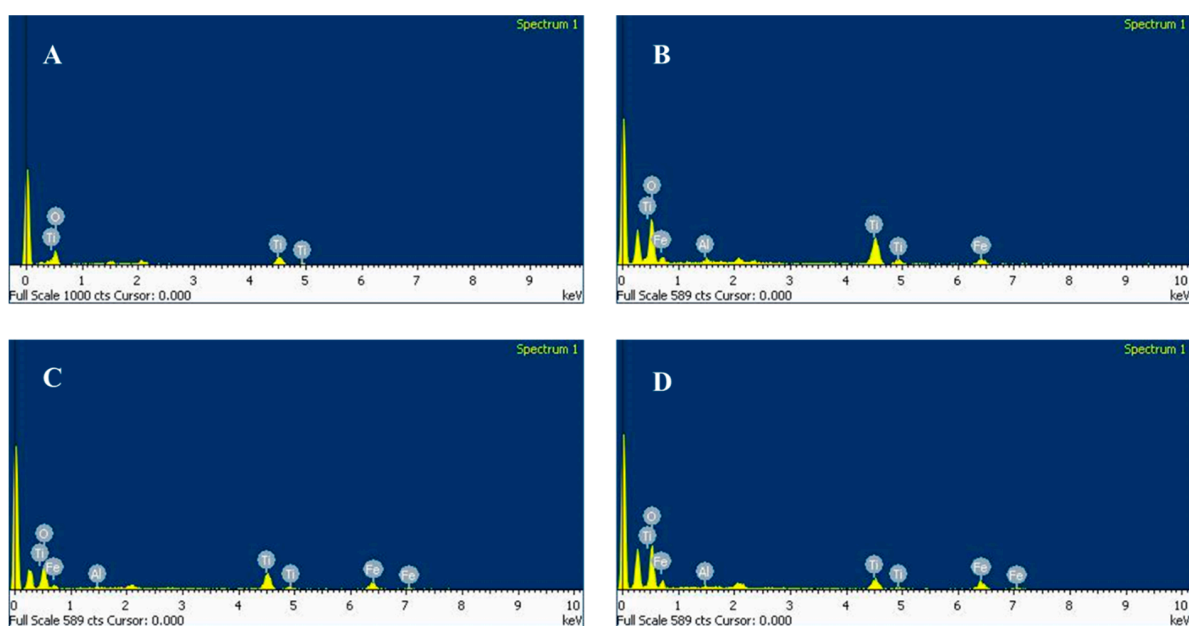 Spectrum 1
A
O
Ti
Ti
Ti
0 1 2 3 4 5 6 7 8 9
Full Scale 1000 cts Cursor: 0.000 keV
Spectrum 1
B
O
Ti
Fe
Al
Ti
Ti
Fe
0 1 2 3 4 5 6 7 8 9 10
Full Scale 589 cts Cursor: 0.000 keV
Spectrum 1
C
O
Ti
Fe
Al
Ti
Ti
Fe
Fe
0 1 2 3 4 5 6 7 8 9 10
Full Scale 589 cts Cursor: 0.000 keV
Spectrum 1
D
O
Ti
Fe
Al
Ti
Ti
Fe
Fe
0 1 2 3 4 5 6 7 8 9 10
Full Scale 589 cts Cursor: 0.000 keV